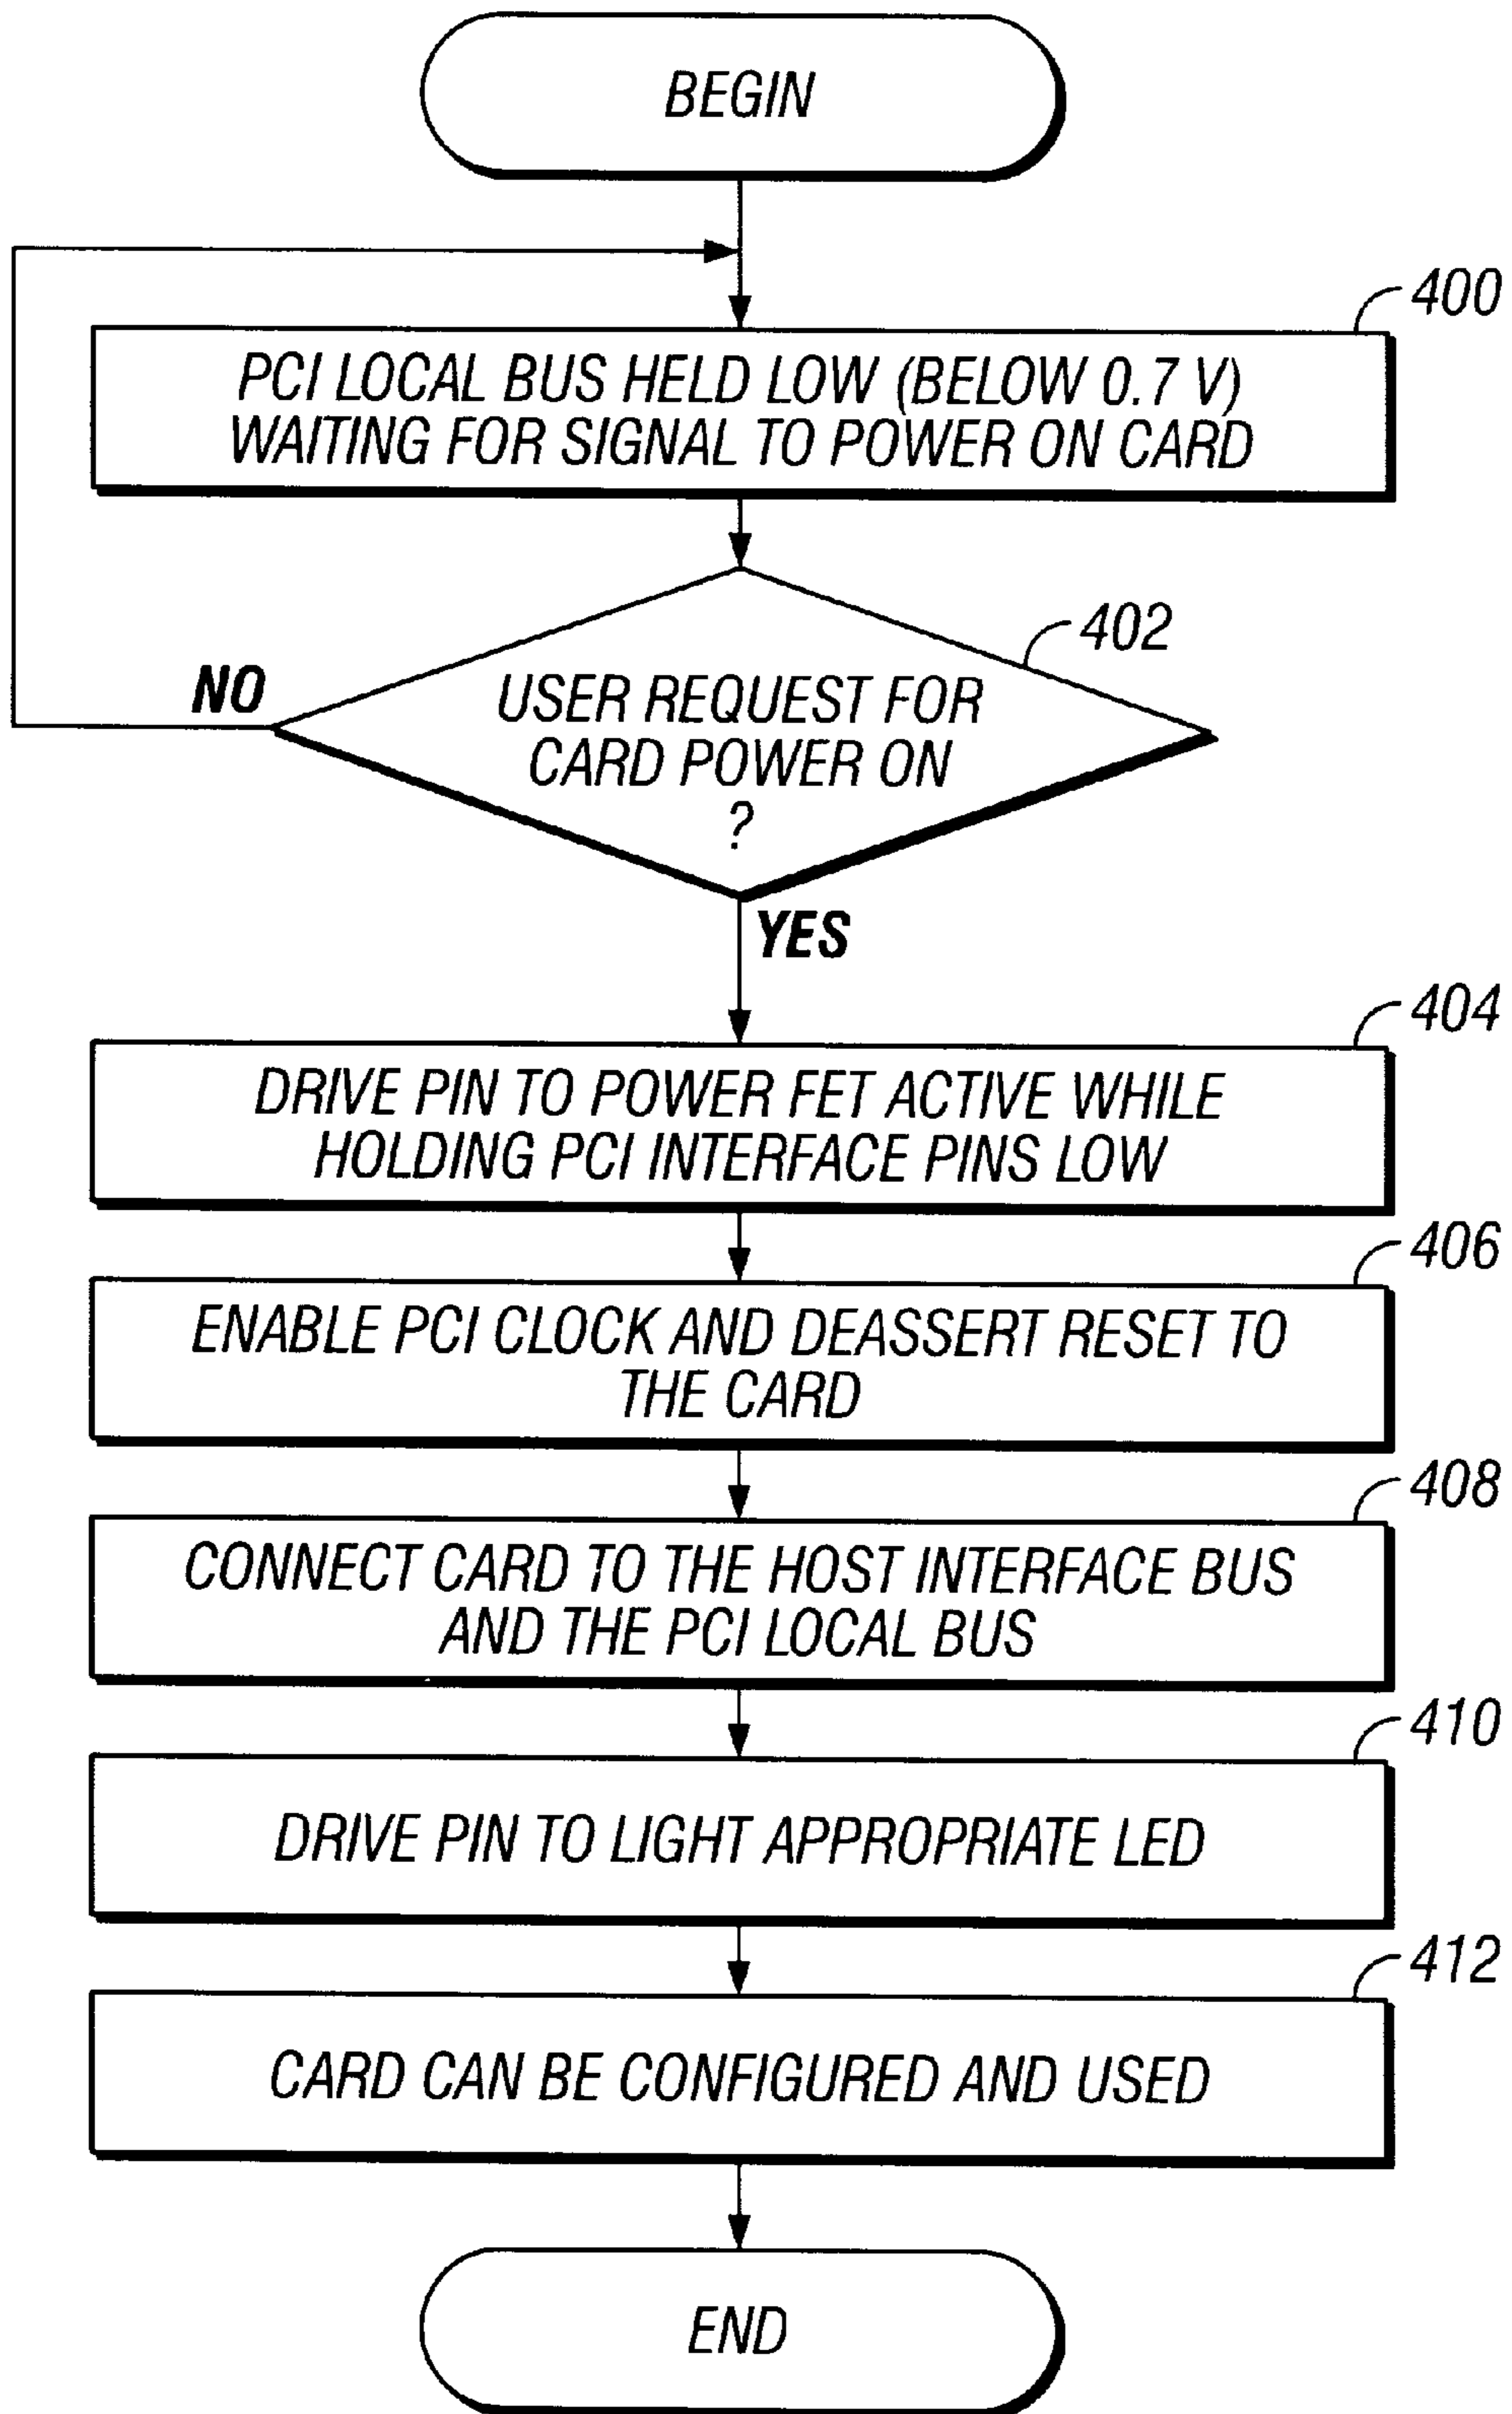 BEGIN
400
PCI LOCAL BUS HELD LOW (BELOW 0.7 V)
WAITING FOR SIGNAL TO POWER ON CARD
402
NO
USER REQUEST FOR
CARD POWER ON
?
YES
404
DRIVE PIN TO POWER FET ACTIVE WHILE
HOLDING PCI INTERFACE PINS LOW
406
ENABLE PCI CLOCK AND DEASSERT RESET TO
THE CARD
408
CONNECT CARD TO THE HOST INTERFACE BUS
AND THE PCI LOCAL BUS
410
DRIVE PIN TO LIGHT APPROPRIATE LED
412
CARD CAN BE CONFIGURED AND USED
END